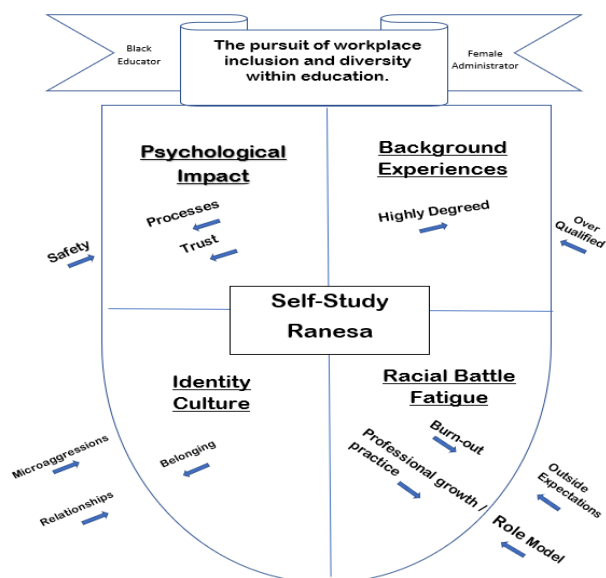 Black
Educator
The pursuit of workplace
inclusion and diversity
within education.
Female
Administrator
Psychological
Impact
Processes
Trust
Safety
Background
Experiences
Highly Degreed
Over
Qualified
Self-Study
Ranesa
Identity
Culture
Belonging
Microaggressions
Relationships
Racial Battle
Fatigue
Burn-out
Professional growth /
practice
Role Model
Outside
Expectations